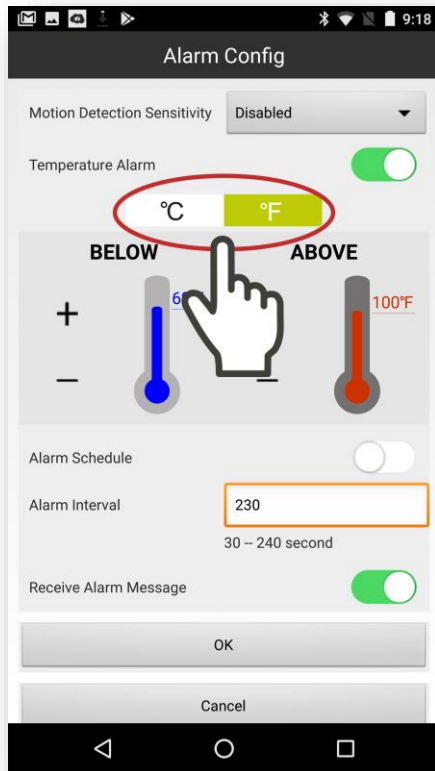 9:18
Alarm Config
Motion Detection Sensitivity Disabled
Temperature Alarm
°C °F
BELOW ABOVE
+
100°F
– –
Alarm Schedule
Alarm Interval 230
30 -- 240 second
Receive Alarm Message
OK
Cancel